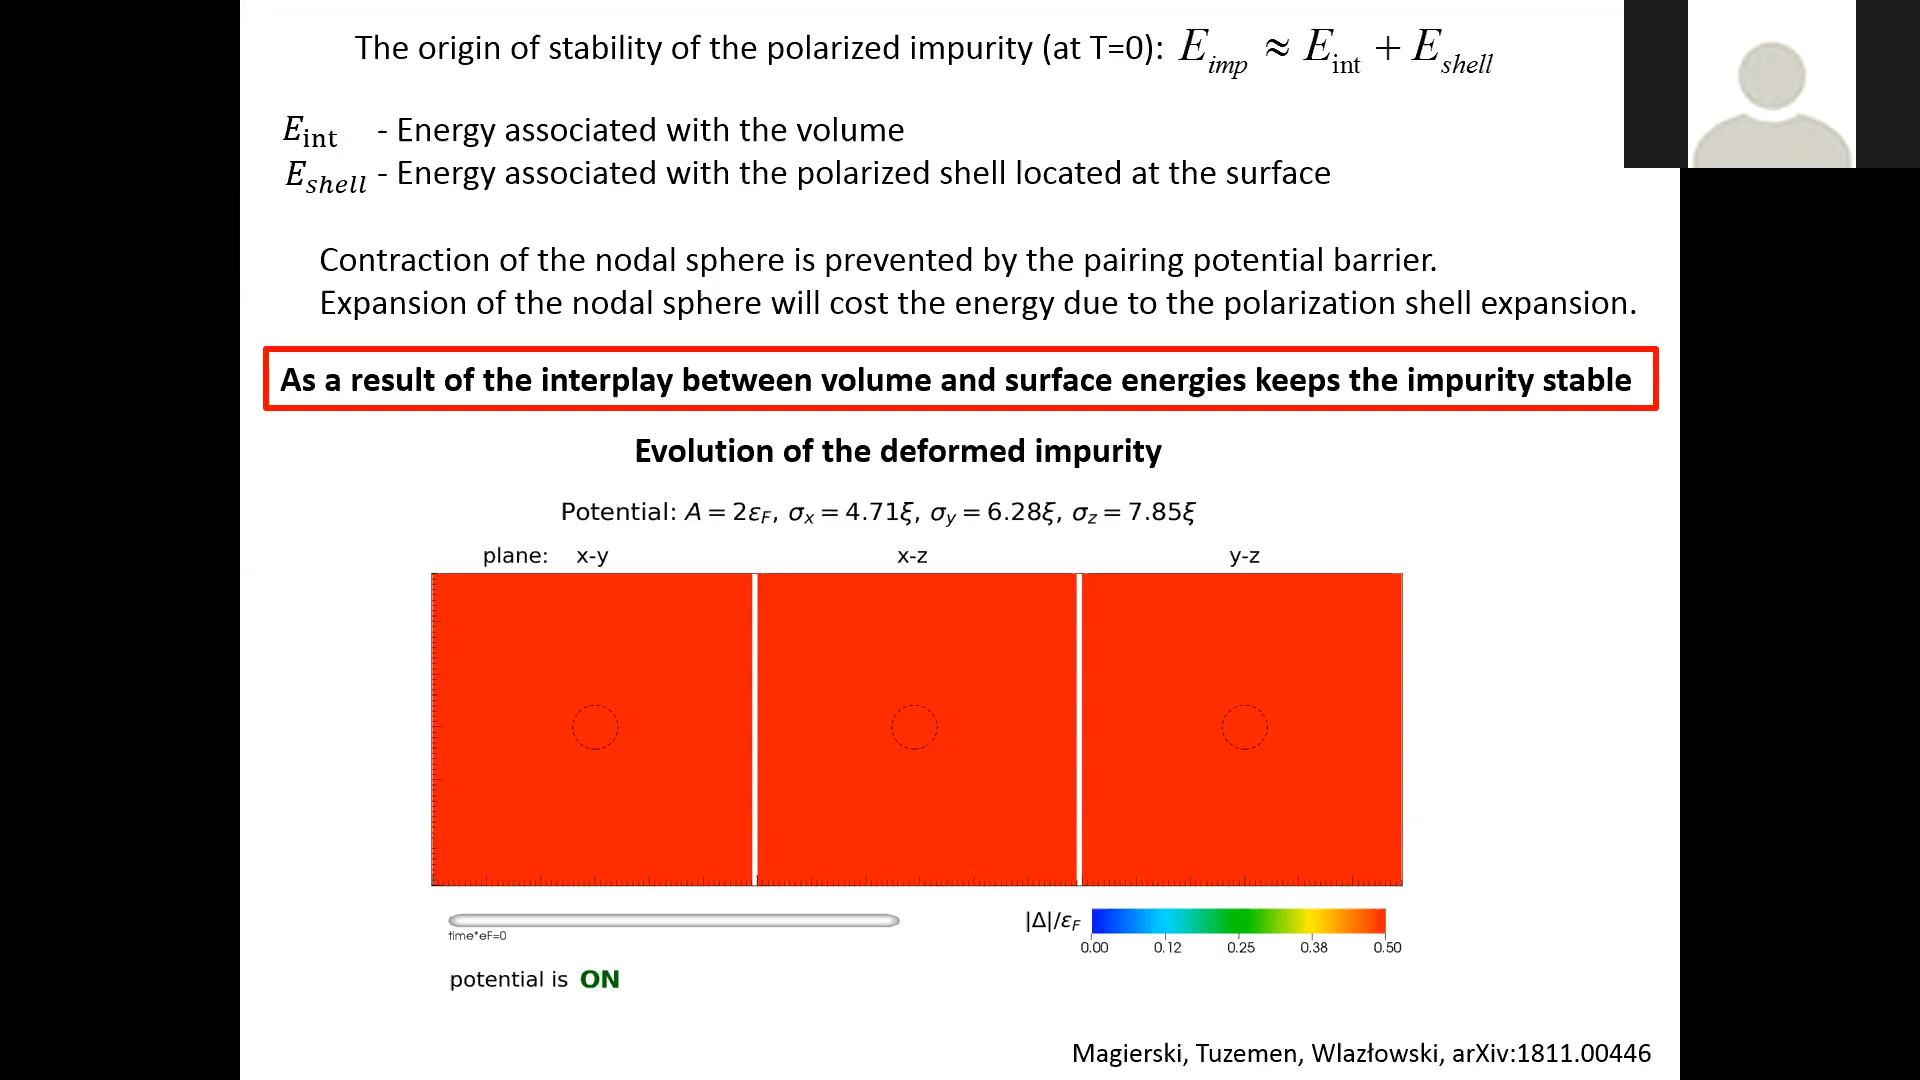 The origin of stability of the polarized impurity (at T=0): E_imp ≈ E_int + E_shell
E_int - Energy associated with the volume
E_shell - Energy associated with the polarized shell located at the surface
Contraction of the nodal sphere is prevented by the pairing potential barrier.
Expansion of the nodal sphere will cost the energy due to the polarization shell expansion.
As a result of the interplay between volume and surface energies keeps the impurity stable
Evolution of the deformed impurity
Potential: A = 2ε_F, σ_x = 4.71ξ, σ_y = 6.28ξ, σ_z = 7.85ξ
plane: x-y x-z y-z
|Δ|/ε_F
0.00 0.12 0.25 0.38 0.50
time*eF=0
potential is ON
Magierski, Tuzemen, Wlazłowski, arXiv:1811.00446